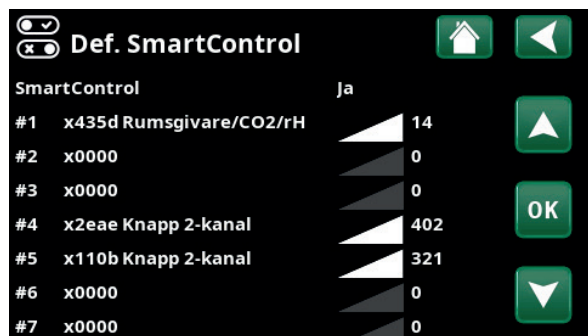 Def. SmartControl
SmartControl Ja
#1 x435d Rumsgivare/CO2/rH 14
#2 x0000 0
#3 x0000 0
#4 x2eae Knapp 2-kanal 402
#5 x110b Knapp 2-kanal 321
#6 x0000 0
#7 x0000 0
OK